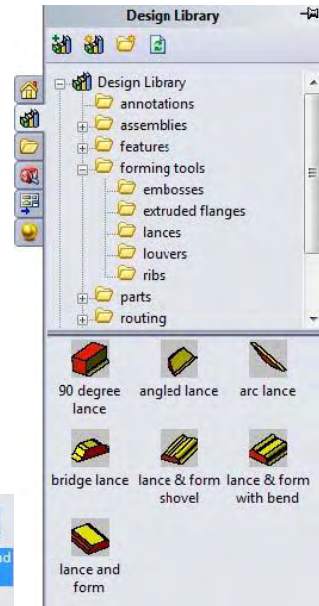 Design Library
Design Library
annotations
assemblies
features
forming tools
embosses
extruded flanges
lances
louvers
ribs
parts
routing
90 degree
lance
angled lance
arc lance
bridge lance
lance & form
shovel
lance & form
with bend
lance and
form